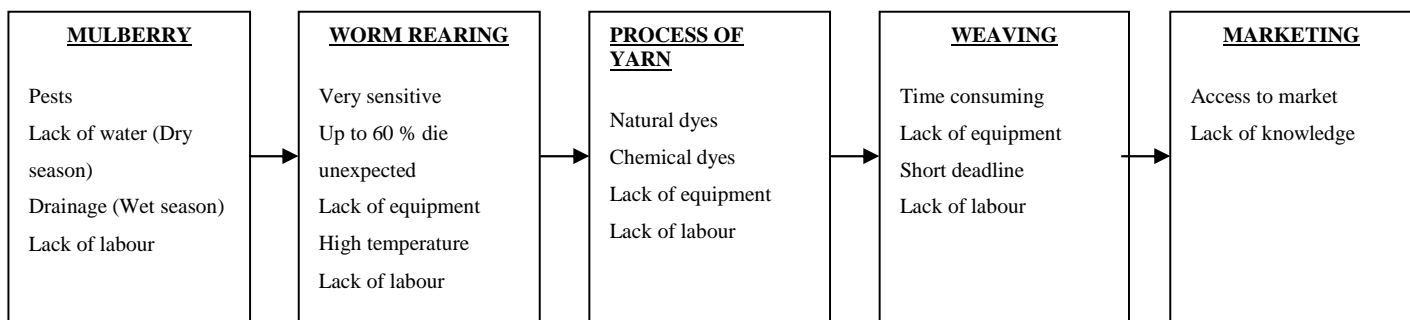 MULBERRY
Pests
Lack of water (Dry
season)
Drainage (Wet season)
Lack of labour
WORM REARING
Very sensitive
Up to 60 % die
unexpected
Lack of equipment
High temperature
Lack of labour
PROCESS OF
YARN
Natural dyes
Chemical dyes
Lack of equipment
Lack of labour
WEAVING
Time consuming
Lack of equipment
Short deadline
Lack of labour
MARKETING
Access to market
Lack of knowledge